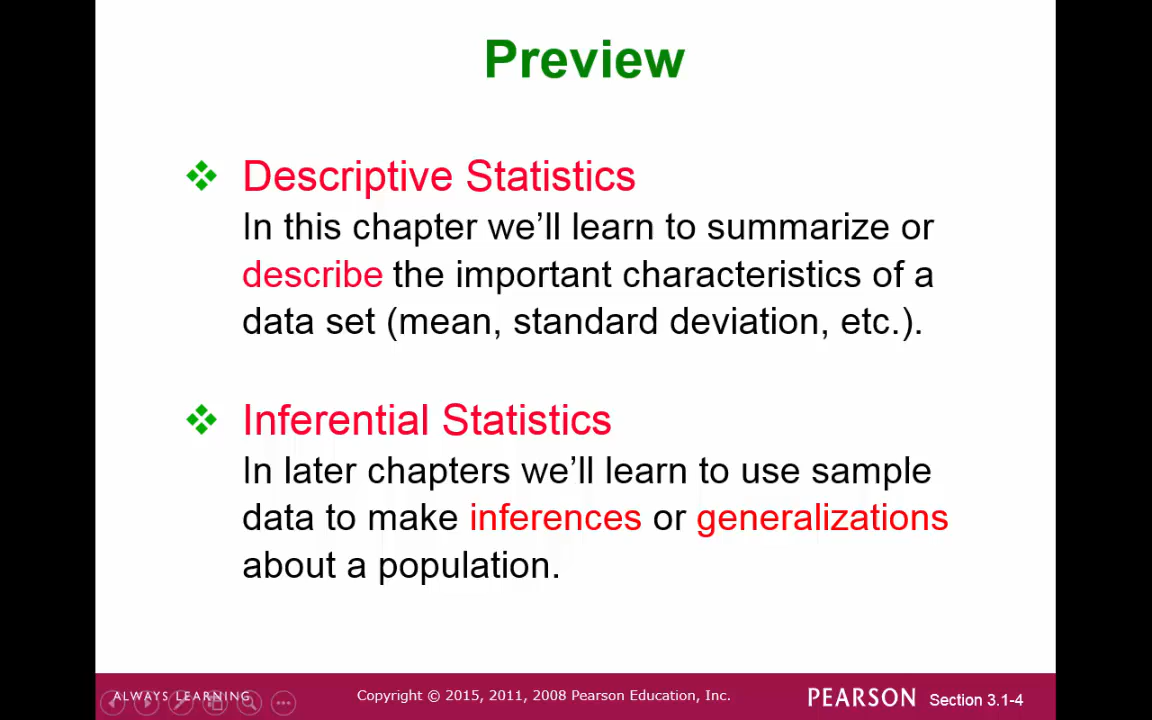 Preview
Descriptive Statistics
In this chapter we’ll learn to summarize or
describe the important characteristics of a
data set (mean, standard deviation, etc.).
Inferential Statistics
In later chapters we’ll learn to use sample
data to make inferences or generalizations
about a population.
ALWAYS LEARNING
Copyright © 2015, 2011, 2008 Pearson Education, Inc.
PEARSON
Section 3.1-4